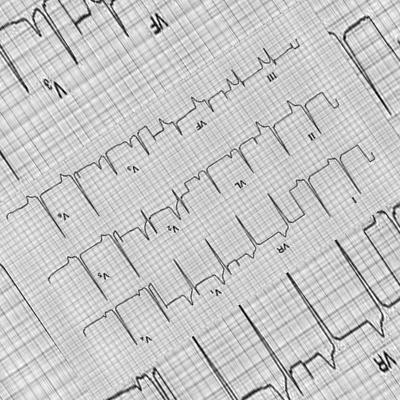 I VR V₁ V₄
II VL V₂ V₅
III VF V₃ V₆
VF V₃
VR